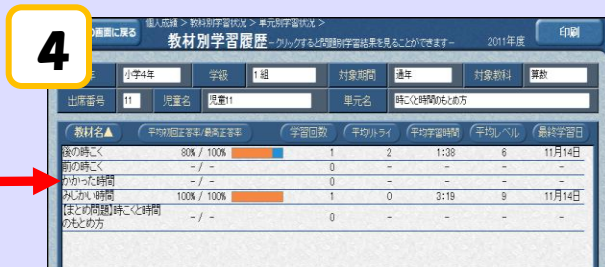 4
の画面に戻る
個人成績 > 教科別学習状況 > 単元別学習状況 >
教材別学習履歴 -クリックすると問題別学習結果を見ることができます-
2011年度
印刷
小学4年 学級 1組 対象期間 通年 対象教科 算数
出席番号 11 児童名 児童11 単元名 時こくと時間のもとめ方
教材名▲ 平均初回正答率/最高正答率 学習回数 平均リトライ 平均学習時間 平均レベル 最終学習日
後の時こく 80% / 100% 1 2 1:38 6 11月14日
前の時こく - / - 0 - - - -
かかった時間 - / - 0 - - - -
みじかい時間 100% / 100% 1 0 3:19 9 11月14日
【まとめ問題】時こくと時間
のもとめ方 - / - 0 - - - -